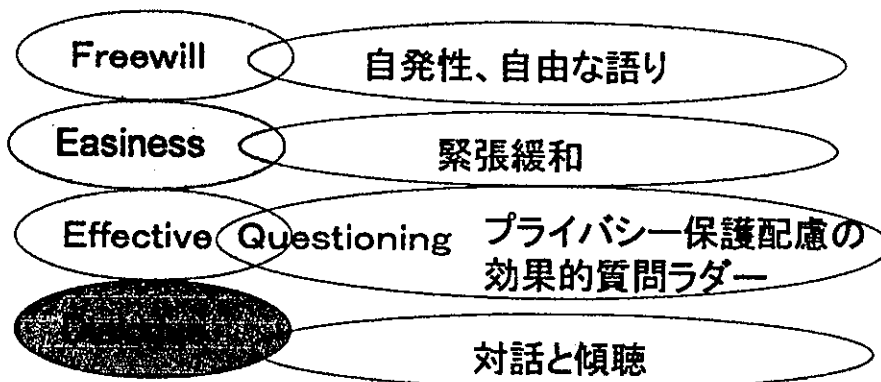 Freewill
自発性、自由な語り
Easiness
緊張緩和
Effective Questioning プライバシー保護配慮の
効果的質問ラダー
対話と傾聴